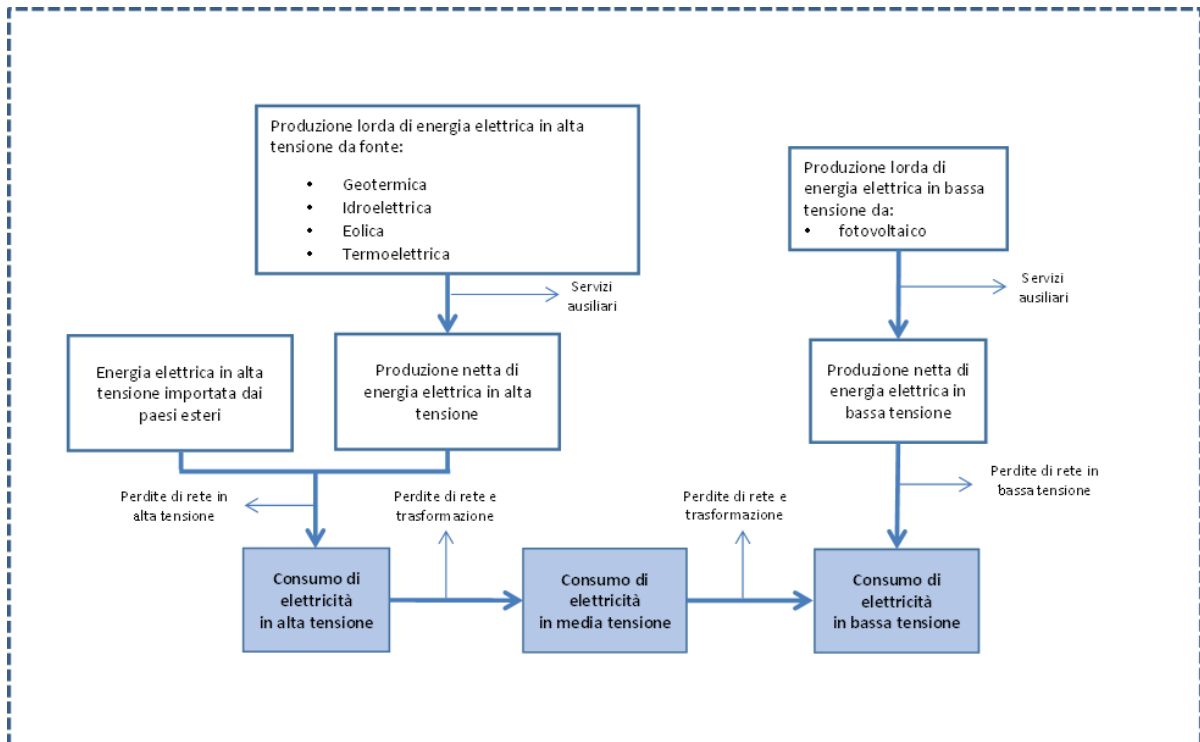 Produzione lorda di energia elettrica in alta
tensione da fonte:
• Geotermica
• Idroelettrica
• Eolica
• Termoelettrica
Produzione lorda di
energia elettrica in bassa
tensione da:
• fotovoltaico
Servizi
ausiliari
Servizi
ausiliari
Energia elettrica in alta
tensione importata dai
paesi esteri
Produzione netta di
energia elettrica in alta
tensione
Produzione netta di
energia elettrica in
bassa tensione
Perdite di rete in
alta tensione
Perdite di rete e
trasformazione
Perdite di rete e
trasformazione
Perdite di rete in
bassa tensione
Consumo di
elettricità
in alta tensione
Consumo di
elettricità
in media tensione
Consumo di
elettricità
in bassa tensione